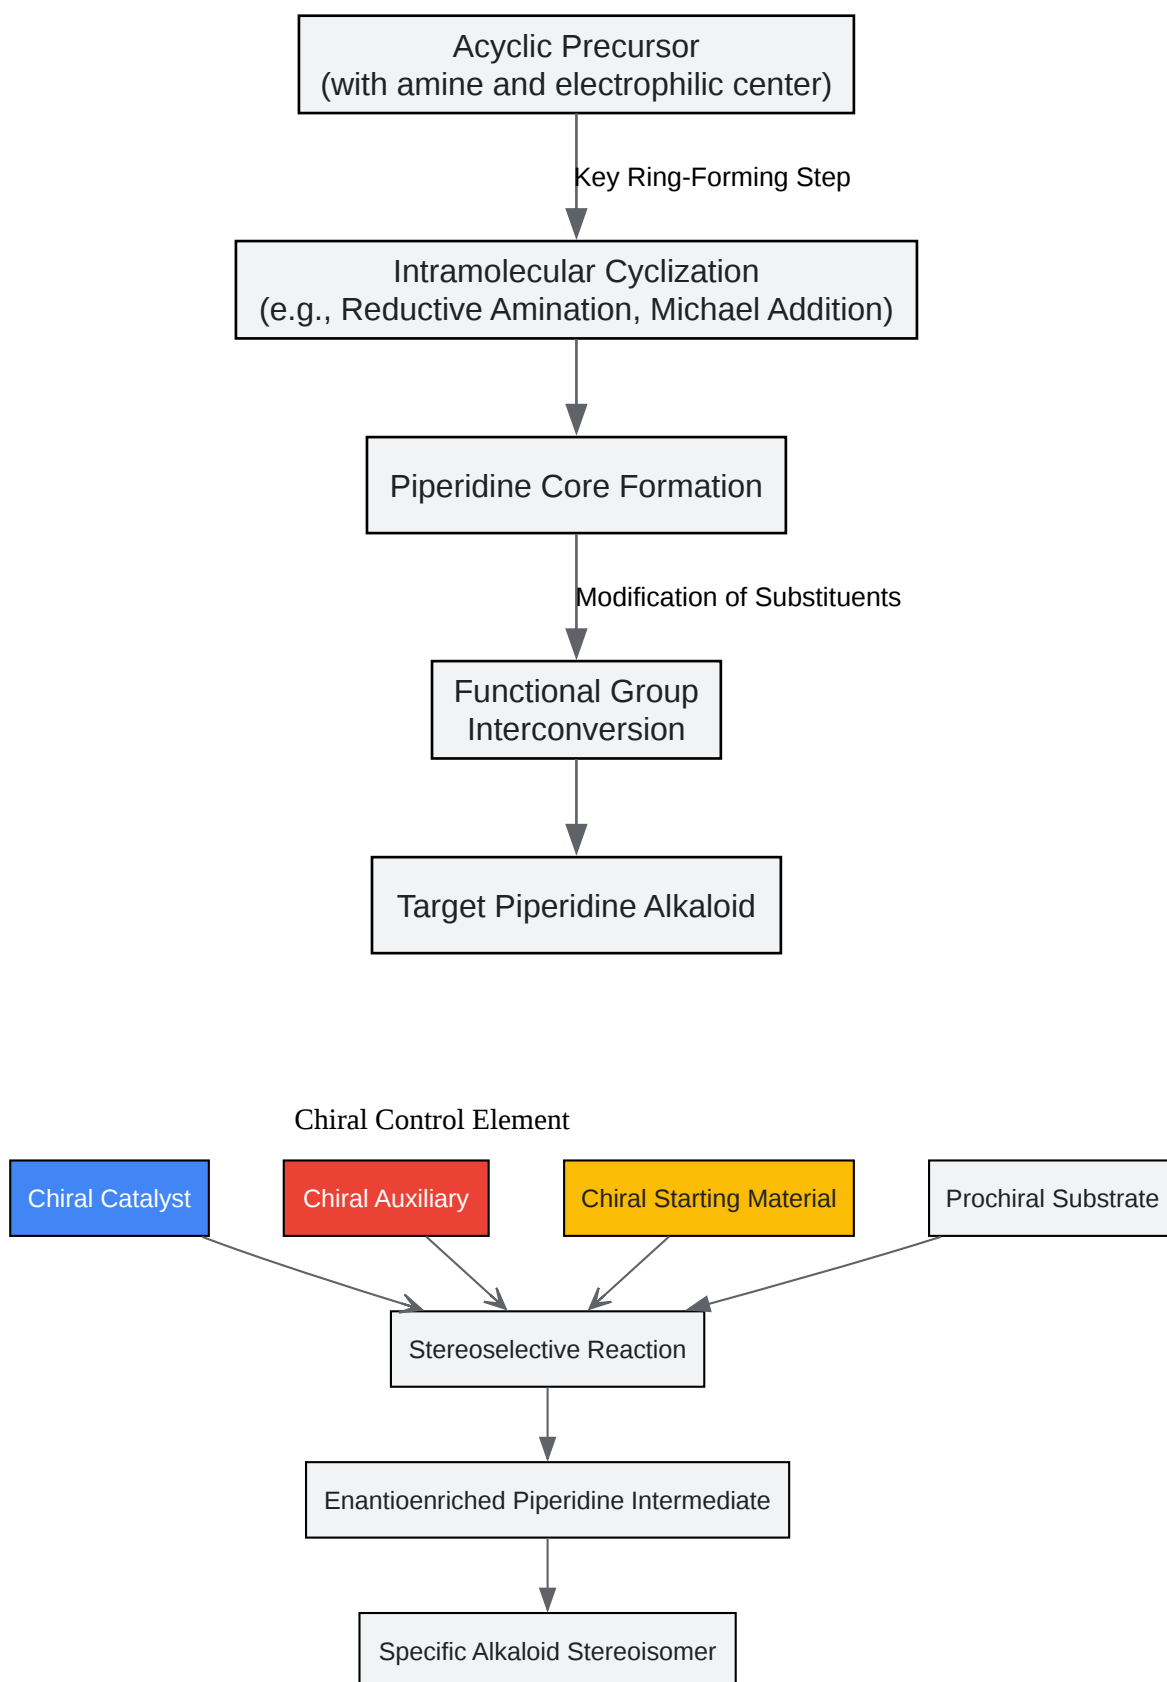 Acyclic Precursor
(with amine and electrophilic center)
Key Ring-Forming Step
Intramolecular Cyclization
(e.g., Reductive Amination, Michael Addition)
Piperidine Core Formation
Modification of Substituents
Functional Group
Interconversion
Target Piperidine Alkaloid
Chiral Control Element
Chiral Catalyst
Chiral Auxiliary
Chiral Starting Material
Prochiral Substrate
Stereoselective Reaction
Enantioenriched Piperidine Intermediate
Specific Alkaloid Stereoisomer